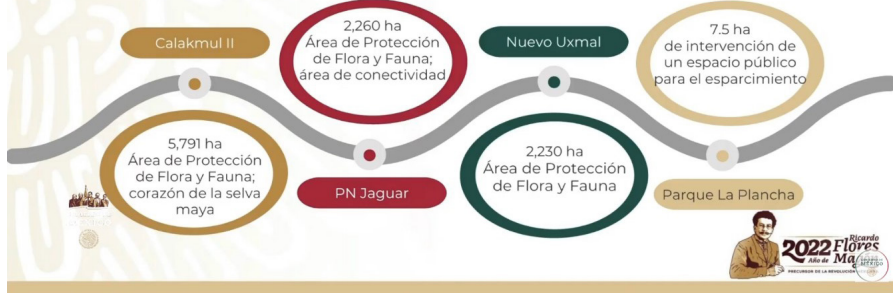 Calakmul II
5,791 ha
Área de Protección
de Flora y Fauna;
corazón de la selva
maya
2,260 ha
Área de Protección
de Flora y Fauna;
área de conectividad
PN Jaguar
Nuevo Uxmal
2,230 ha
Área de Protección
de Flora y Fauna
7.5 ha
de intervención de
un espacio público
para el esparcimiento
Parque La Plancha
2022 Ricardo
Flores
Año de
PRECURSOR DE LA REVOLUCIÓN
MÉXICO